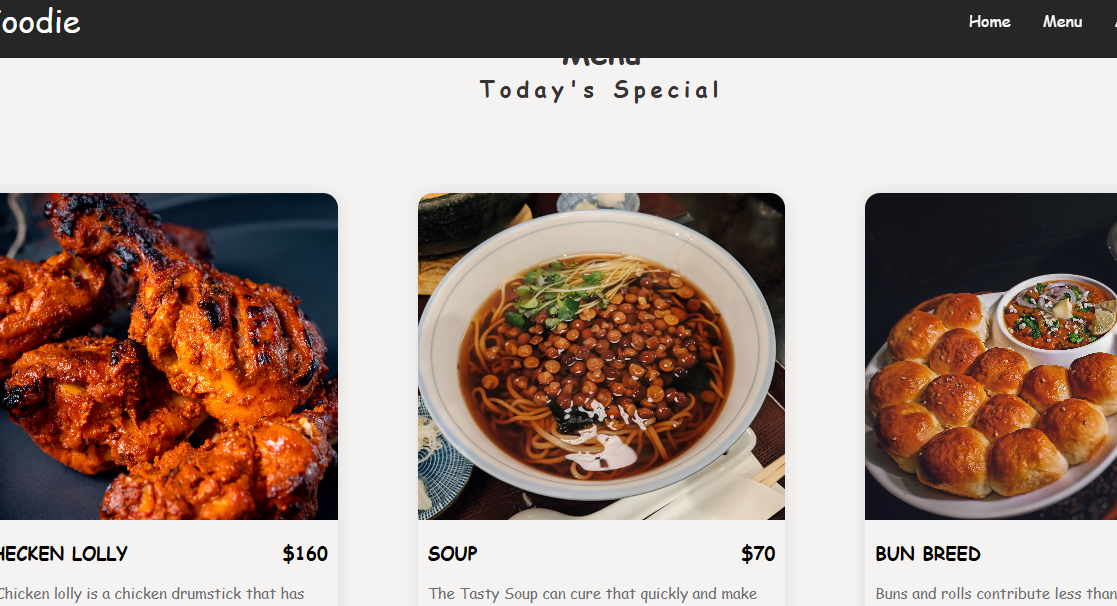 oodie
Home Menu
Menu
Today's Special
HECKEN LOLLY $160
SOUP $70
BUN BREED
Chicken lolly is a chicken drumstick that has
The Tasty Soup can cure that quickly and make
Buns and rolls contribute less than